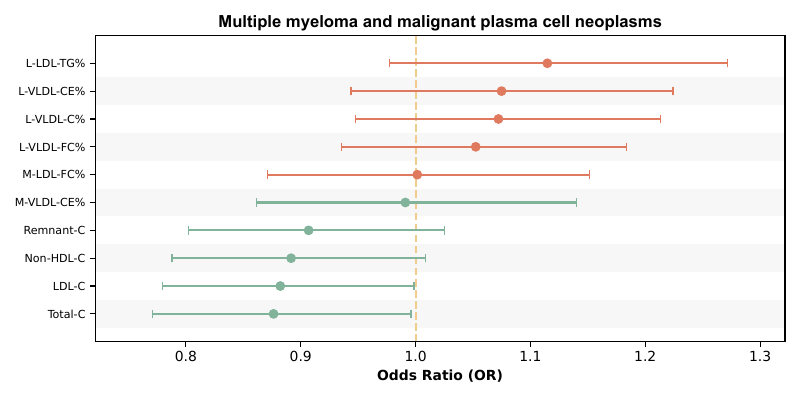 Multiple myeloma and malignant plasma cell neoplasms
L-LDL-TG%
L-VLDL-CE%
L-VLDL-C%
L-VLDL-FC%
M-LDL-FC%
M-VLDL-CE%
Remnant-C
Non-HDL-C
LDL-C
Total-C
0.8 0.9 1.0 1.1 1.2 1.3
Odds Ratio (OR)